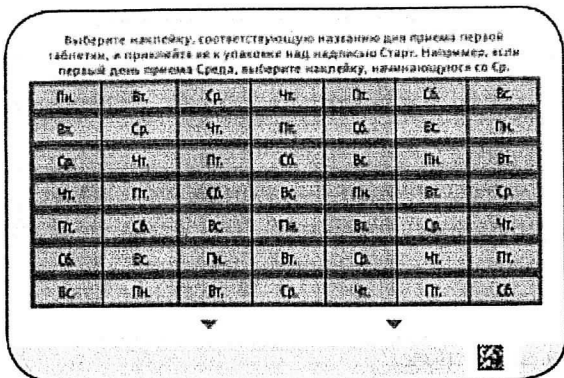 Выберите наклейку, соответствующую названию дня приема первой
таблетки, и приклейте ее к упаковке над надписью Старт. Например, если
первый день приема Среда, выберите наклейку, начинающуюся со Ср.
Пн. Вт. Ср. Чт. Пт. Сб. Вс.
Вт. Ср. Чт. Пт. Сб. Вс. Пн.
Ср. Чт. Пт. Сб. Вс. Пн. Вт.
Чт. Пт. Сб. Вс. Пн. Вт. Ср.
Пт. Сб. Вс. Пн. Вт. Ср. Чт.
Сб. Вс. Пн. Вт. Ср. Чт. Пт.
Вс. Пн. Вт. Ср. Чт. Пт. Сб.